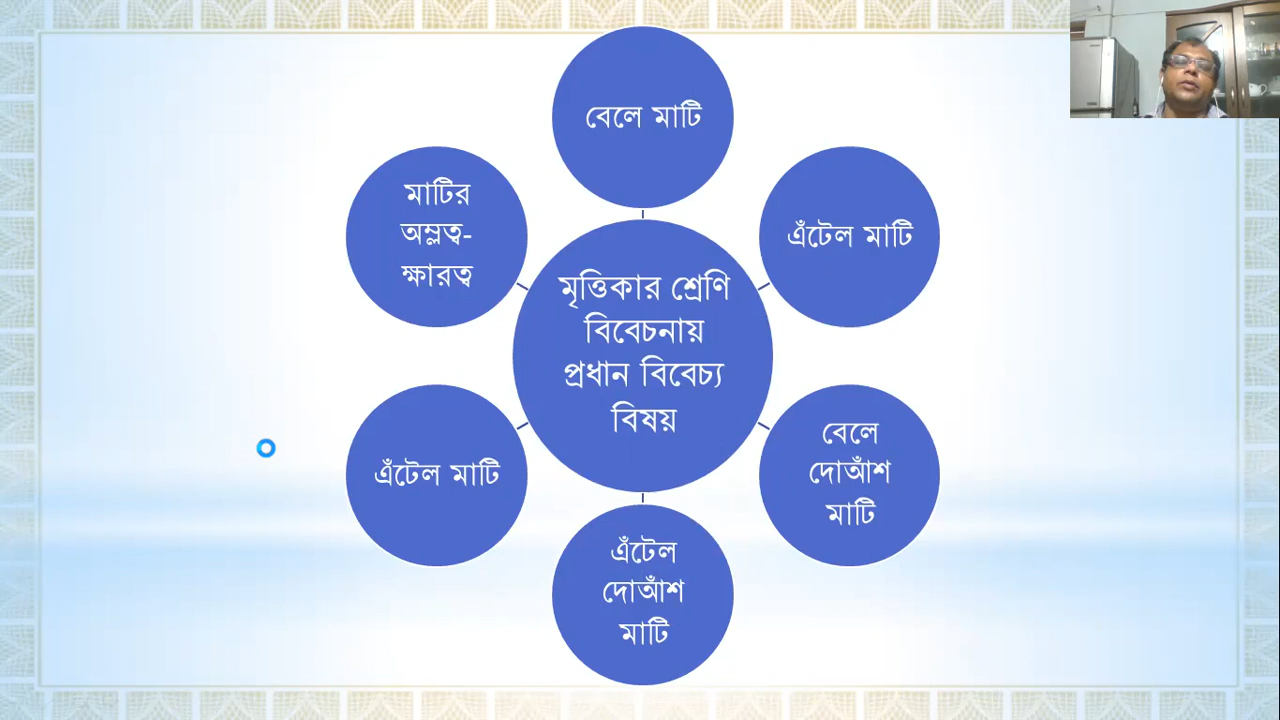 বেলে মাটি
এঁটেল মাটি
বেলে
দোআঁশ
মাটি
এঁটেল
দোআঁশ
মাটি
এঁটেল মাটি
মাটির
অম্লত্ব-
ক্ষারত্ব
মৃত্তিকার শ্রেণি
বিবেচনায়
প্রধান বিবেচ্য
বিষয়